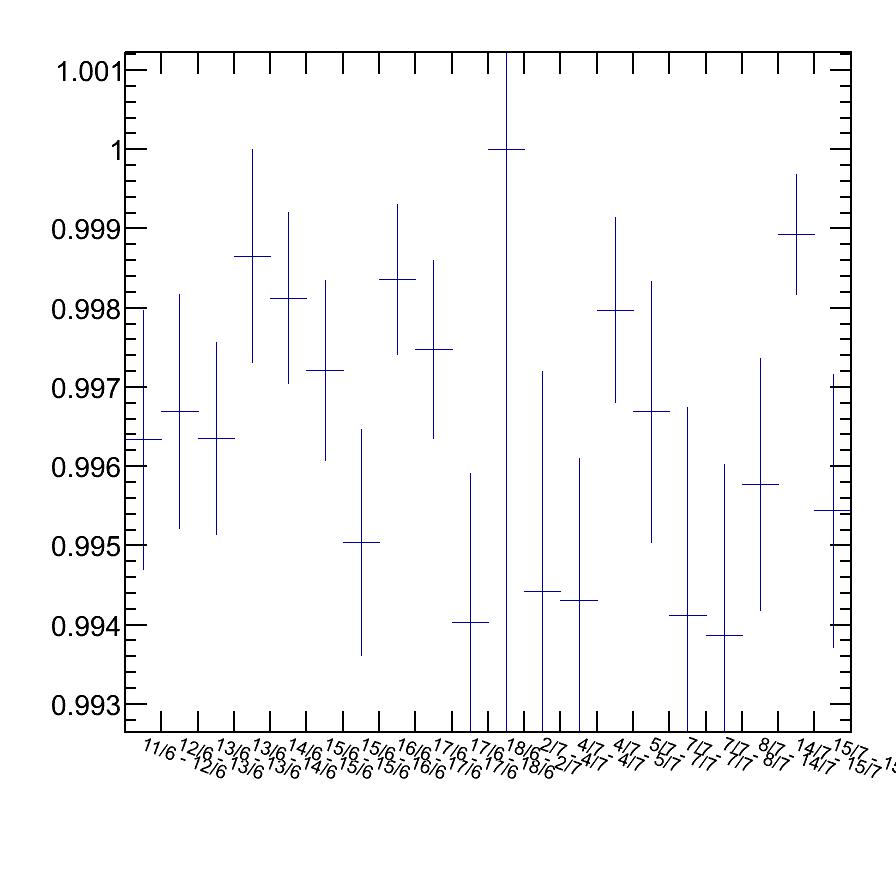 1.001
1
0.999
0.998
0.997
0.996
0.995
0.994
0.993
11/6 - 12/6
12/6 - 13/6
13/6 - 13/6
13/6 - 14/6
14/6 - 15/6
15/6 - 15/6
15/6 - 16/6
16/6 - 17/6
17/6 - 17/6
17/6 - 18/6
18/6 - 2/7
2/7 - 4/7
4/7 - 4/7
4/7 - 5/7
5/7 - 7/7
7/7 - 7/7
7/7 - 8/7
8/7 - 14/7
14/7 - 15/7
15/7 - 15